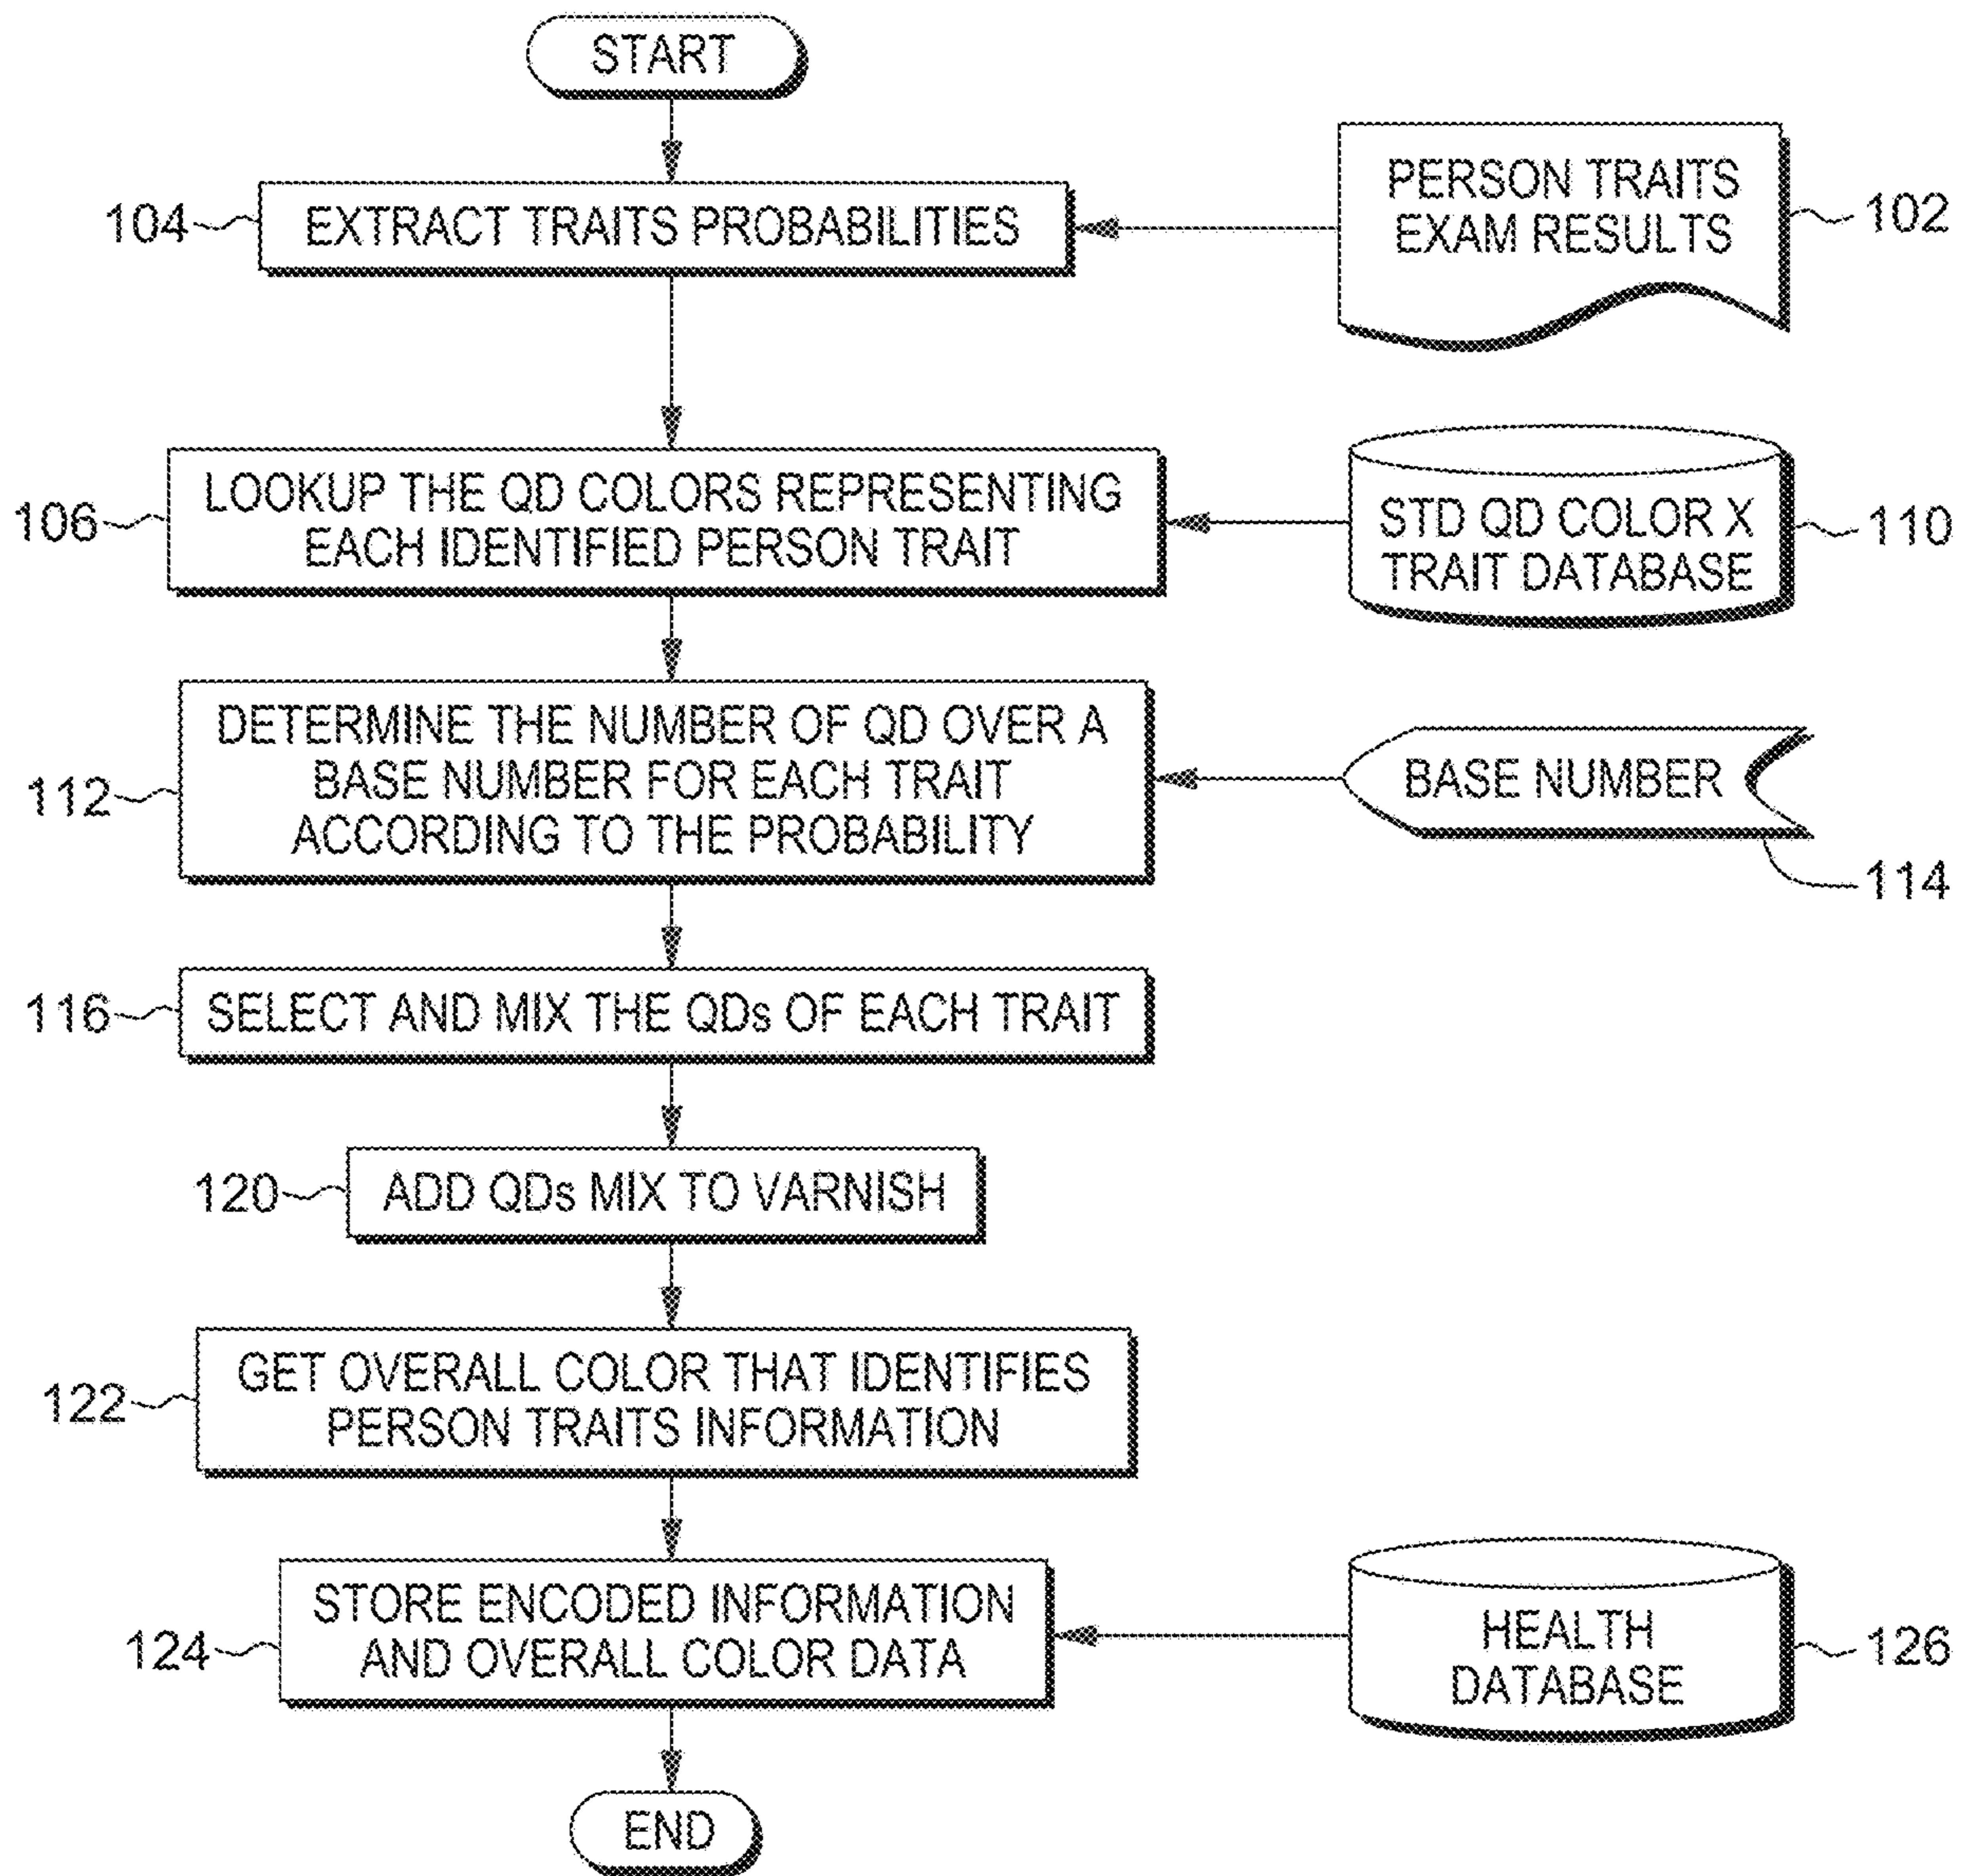 START
104
EXTRACT TRAITS PROBABILITIES
PERSON TRAITS
EXAM RESULTS
102
106
LOOKUP THE QD COLORS REPRESENTING
EACH IDENTIFIED PERSON TRAIT
STD QD COLOR X
TRAIT DATABASE
110
112
DETERMINE THE NUMBER OF QD OVER A
BASE NUMBER FOR EACH TRAIT
ACCORDING TO THE PROBABILITY
BASE NUMBER
114
116
SELECT AND MIX THE QDs OF EACH TRAIT
120
ADD QDs MIX TO VARNISH
122
GET OVERALL COLOR THAT IDENTIFIES
PERSON TRAITS INFORMATION
124
STORE ENCODED INFORMATION
AND OVERALL COLOR DATA
HEALTH
DATABASE
126
END